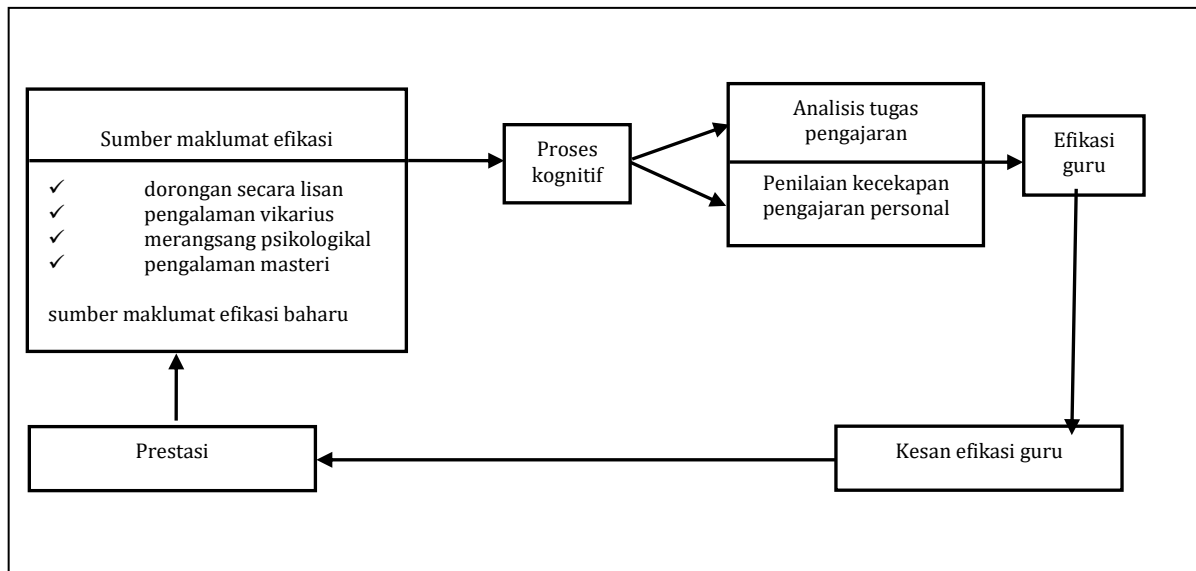 Sumber maklumat efikasi
✓ dorongan secara lisan
✓ pengalaman vikarius
✓ merangsang psikologikal
✓ pengalaman masteri
sumber maklumat efikasi baharu
Proses
kognitif
Analisis tugas
pengajaran
Penilaian kecekapan
pengajaran personal
Efikasi
guru
Kesan efikasi guru
Prestasi